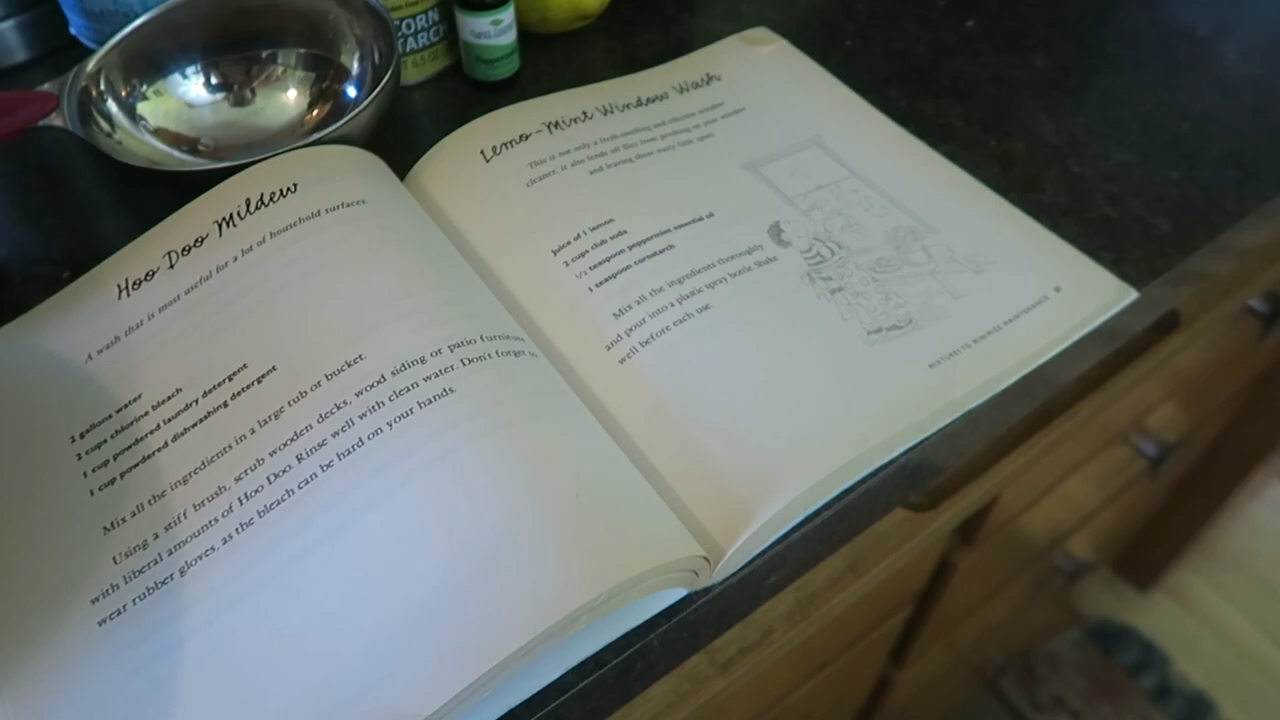 CORN
STARCH
Hoo Doo Mildew
A wash that is most useful for a lot of household surfaces.
2 gallons water
2 cups chlorine bleach
1 cup powdered laundry detergent
1 cup powdered dishwashing detergent
Mix all the ingredients in a large tub or bucket.
Using a stiff brush, scrub wooden decks, wood siding or patio furniture
with liberal amounts of Hoo Doo. Rinse well with clean water. Don't forget to
wear rubber gloves, as the bleach can be hard on your hands.
Lemo-Mint Window Wash
This is not only a fresh-smelling and effective window
cleaner, it also fends off flies from perching on your window
and leaving those nasty little spots.
Juice of 1 lemon
2 cups club soda
1/2 teaspoon peppermint essential oil
1 teaspoon cornstarch
Mix all the ingredients thoroughly
and pour into a plastic spray bottle. Shake
well before each use.
MIXTURES TO MINIMIZE MAINTENANCE